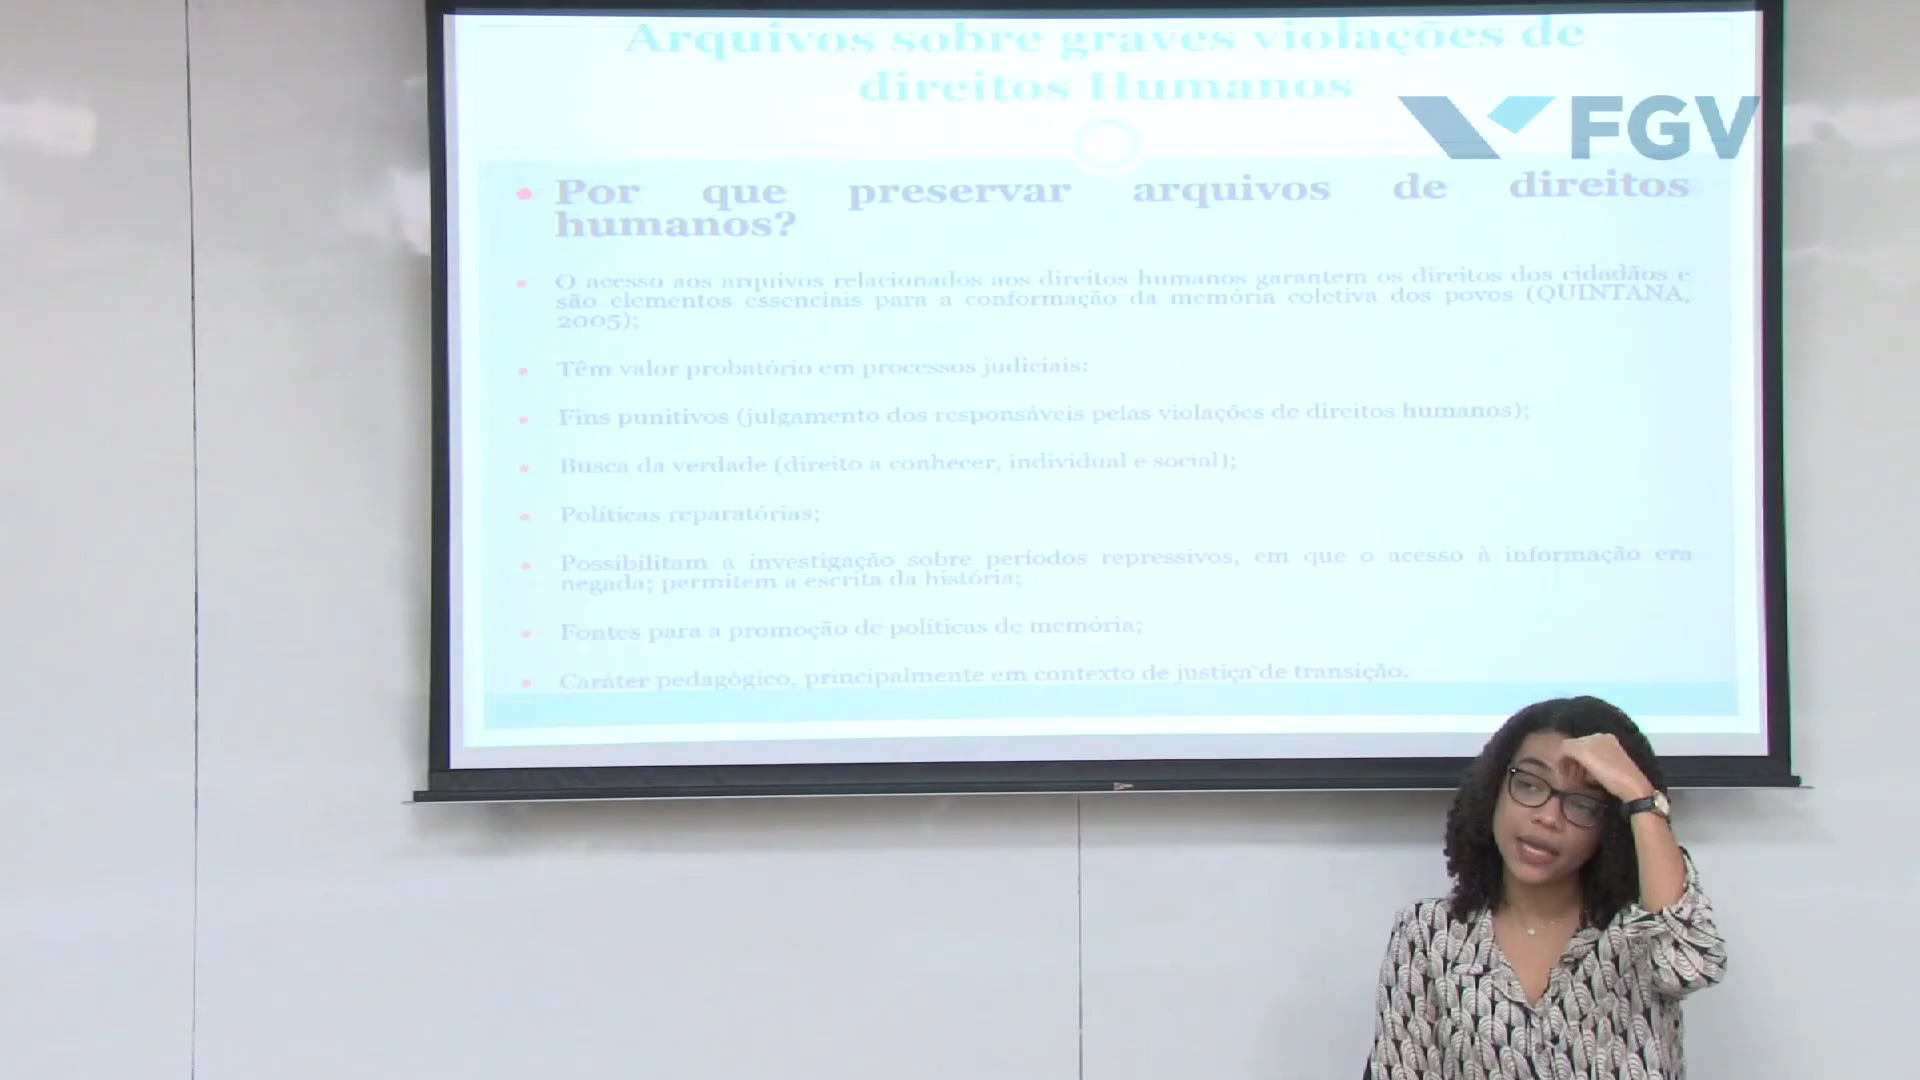 Arquivos sobre graves violações de
direitos Humanos
FGV
Por que preservar arquivos de direitos
humanos?
O acesso aos arquivos relacionados aos direitos humanos garantem os direitos dos cidadãos e
são elementos essenciais para a conformação da memória coletiva dos povos (QUINTANA,
2005);
Têm valor probatório em processos judiciais:
Fins punitivos (julgamento dos responsáveis pelas violações de direitos humanos);
Busca da verdade (direito a conhecer, individual e social);
Políticas reparatórias;
Possibilitam a investigação sobre períodos repressivos, em que o acesso à informação era
negada; permitem a escrita da história;
Fontes para a promoção de políticas de memória;
Caráter pedagógico, principalmente em contexto de justiça de transição.